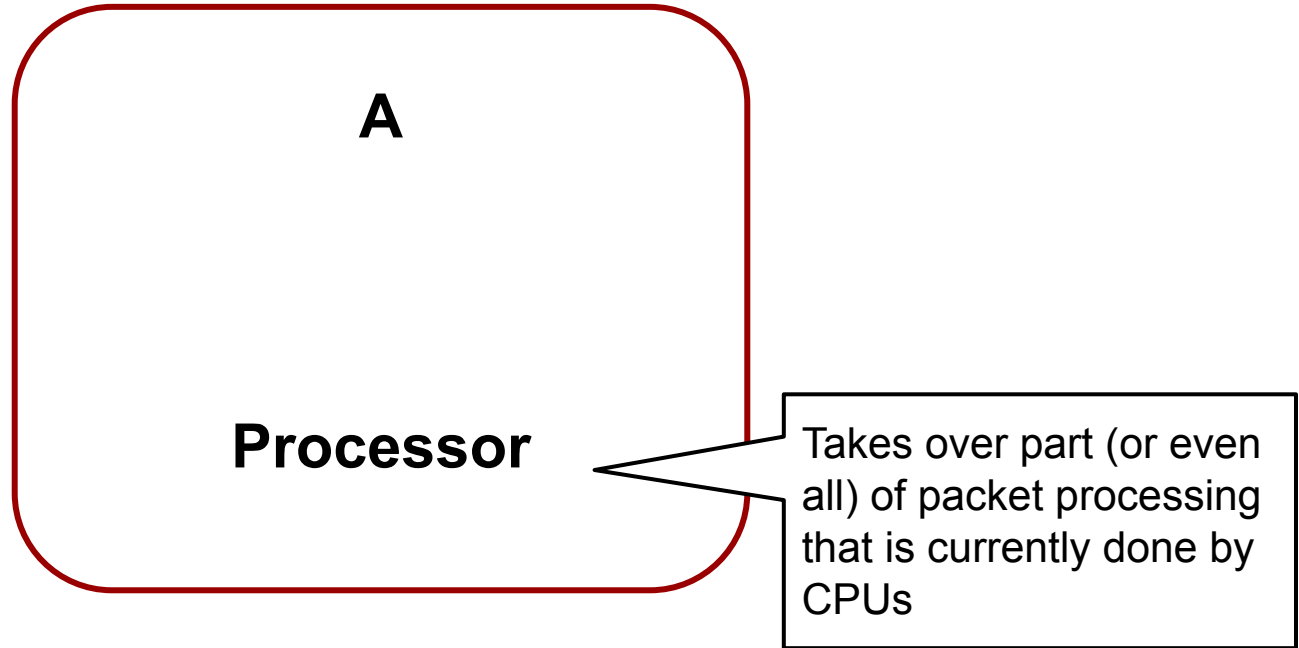 A
Processor
Takes over part (or even
all) of packet processing
that is currently done by
CPUs